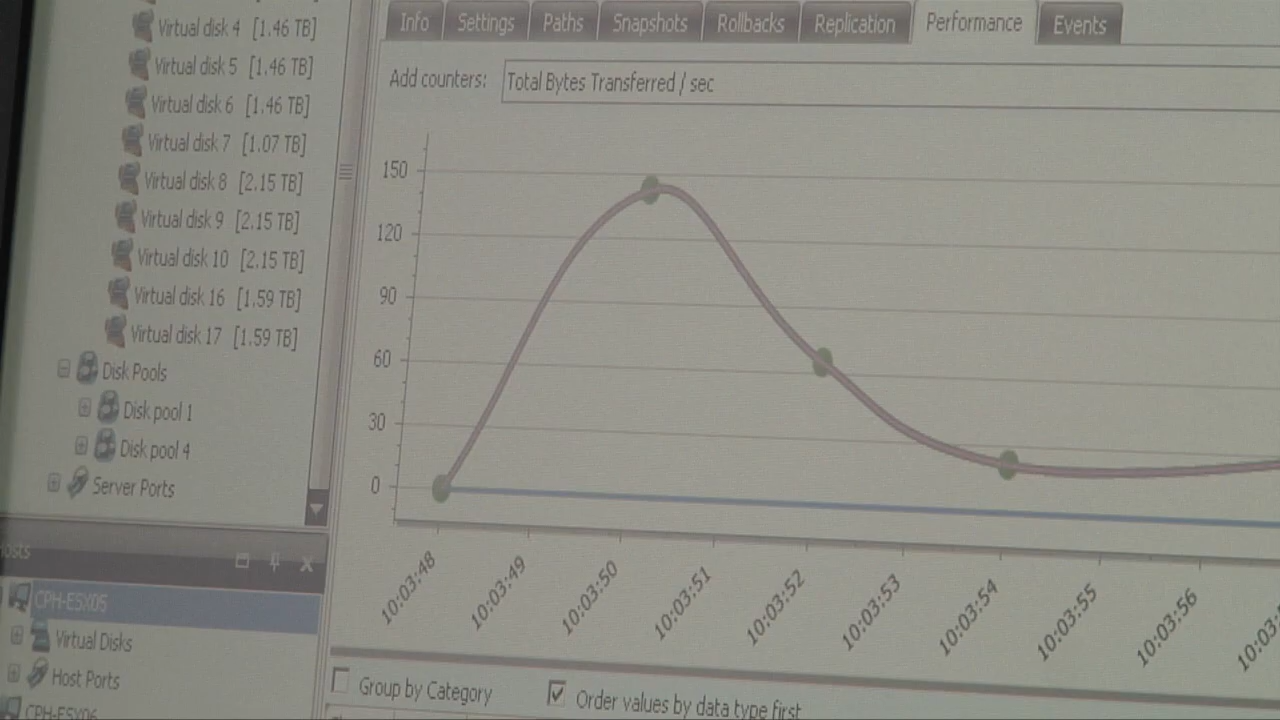 Virtual disk 4 [1.46 TB]
Virtual disk 5 [1.46 TB]
Virtual disk 6 [1.46 TB]
Virtual disk 7 [1.07 TB]
Virtual disk 8 [2.15 TB]
Virtual disk 9 [2.15 TB]
Virtual disk 10 [2.15 TB]
Virtual disk 16 [1.59 TB]
Virtual disk 17 [1.59 TB]
Disk Pools
Disk pool 1
Disk pool 4
Server Ports
CPH-ESX05
Virtual Disks
Host Ports
CPH-ESX06
Info Settings Paths Snapshots Rollbacks Replication Performance Events
Add counters: Total Bytes Transferred / sec
150
120
90
60
30
0
10:03:48 10:03:49 10:03:50 10:03:51 10:03:52 10:03:53 10:03:54 10:03:55 10:03:56
Group by Category Order values by data type first